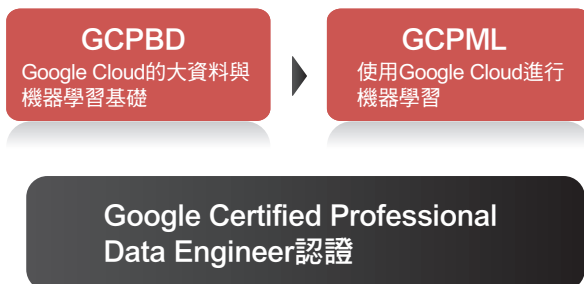 GCPBD
Google Cloud的大資料與
機器學習基礎
GCPML
使用Google Cloud進行
機器學習
Google Certified Professional
Data Engineer認證